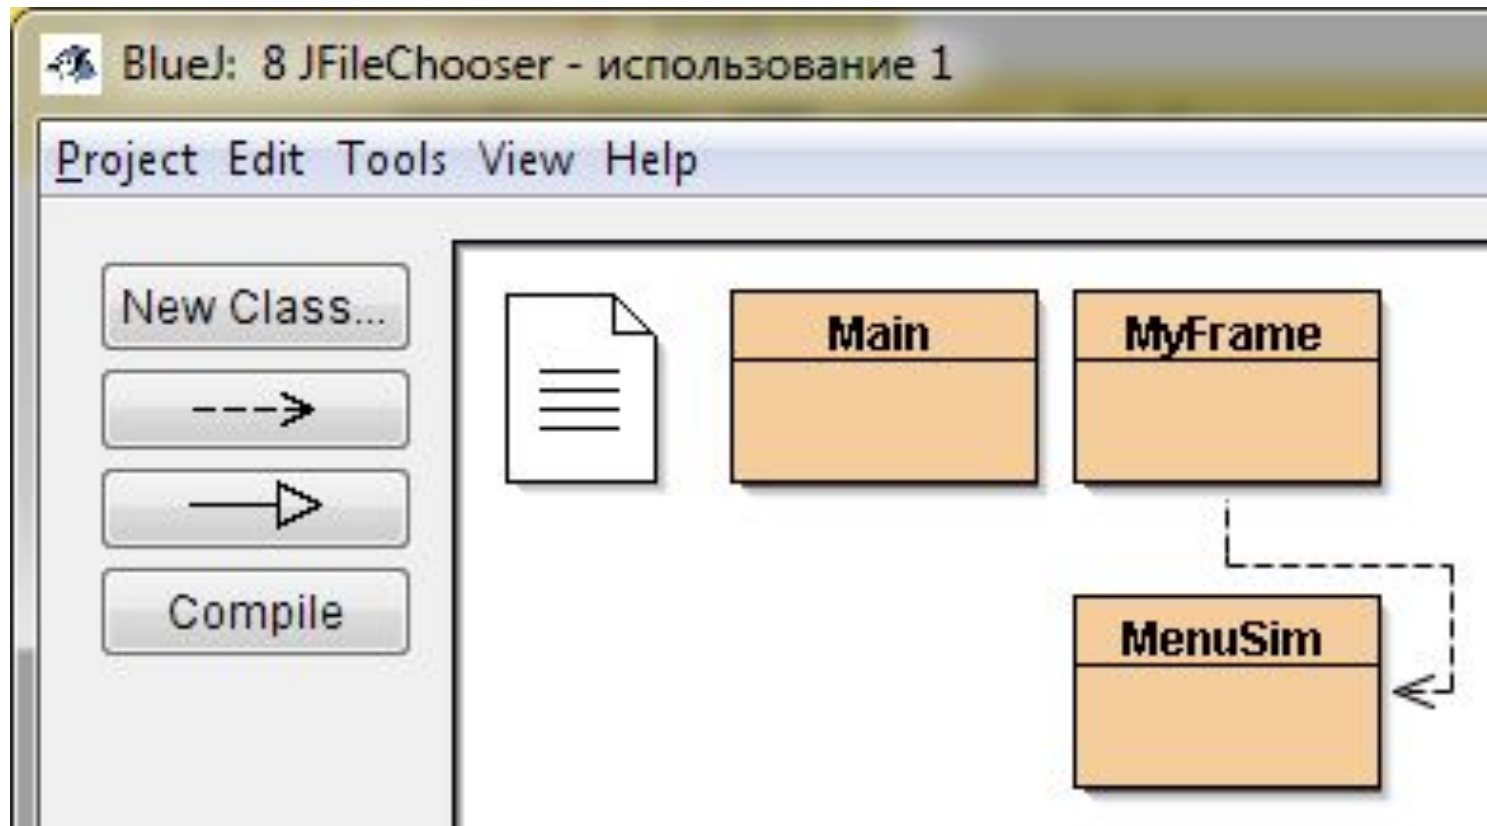 BlueJ: 8 JFileChooser - использование 1
Project Edit Tools View Help
New Class...
Compile
Main
MyFrame
MenuSim